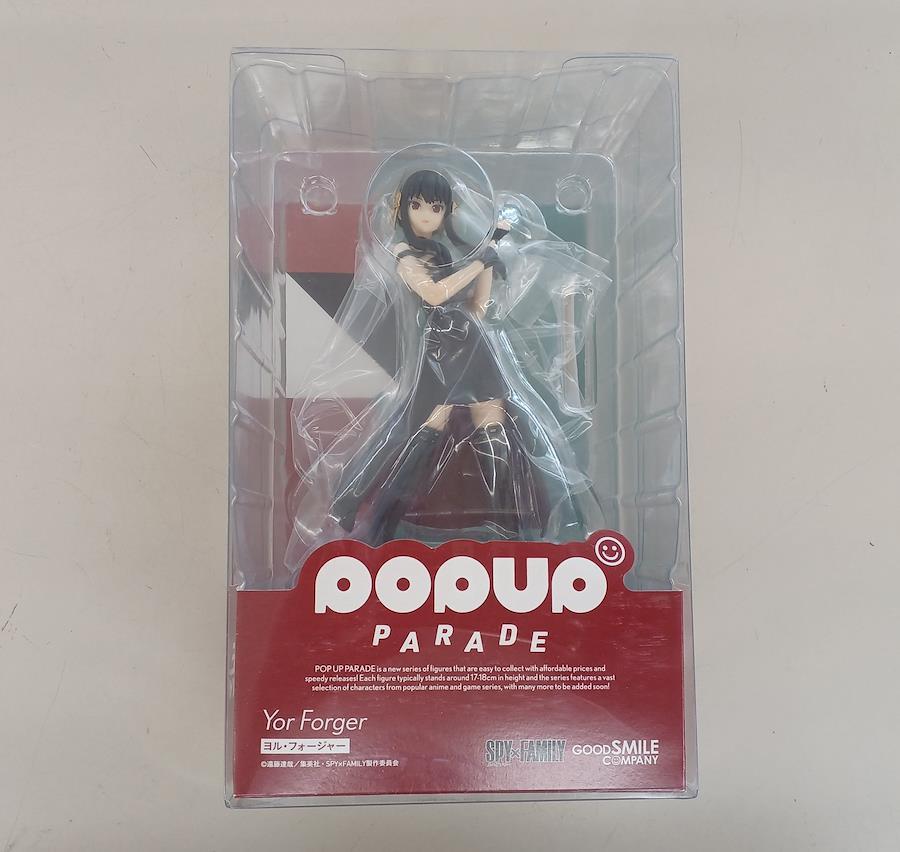 POPUP
PARADE
POP UP PARADE is a new series of figures that are easy to collect with affordable prices and
speedy releases! Each figure typically stands around 17-18cm in height and the series features a vast
selection of characters from popular anime and game series, with many more to be added soon!
Yor Forger
ヨル・フォージャー
©遠藤達哉／集英社・SPY×FAMILY製作委員会
SPY×FAMILY
GOOD SMILE
COMPANY